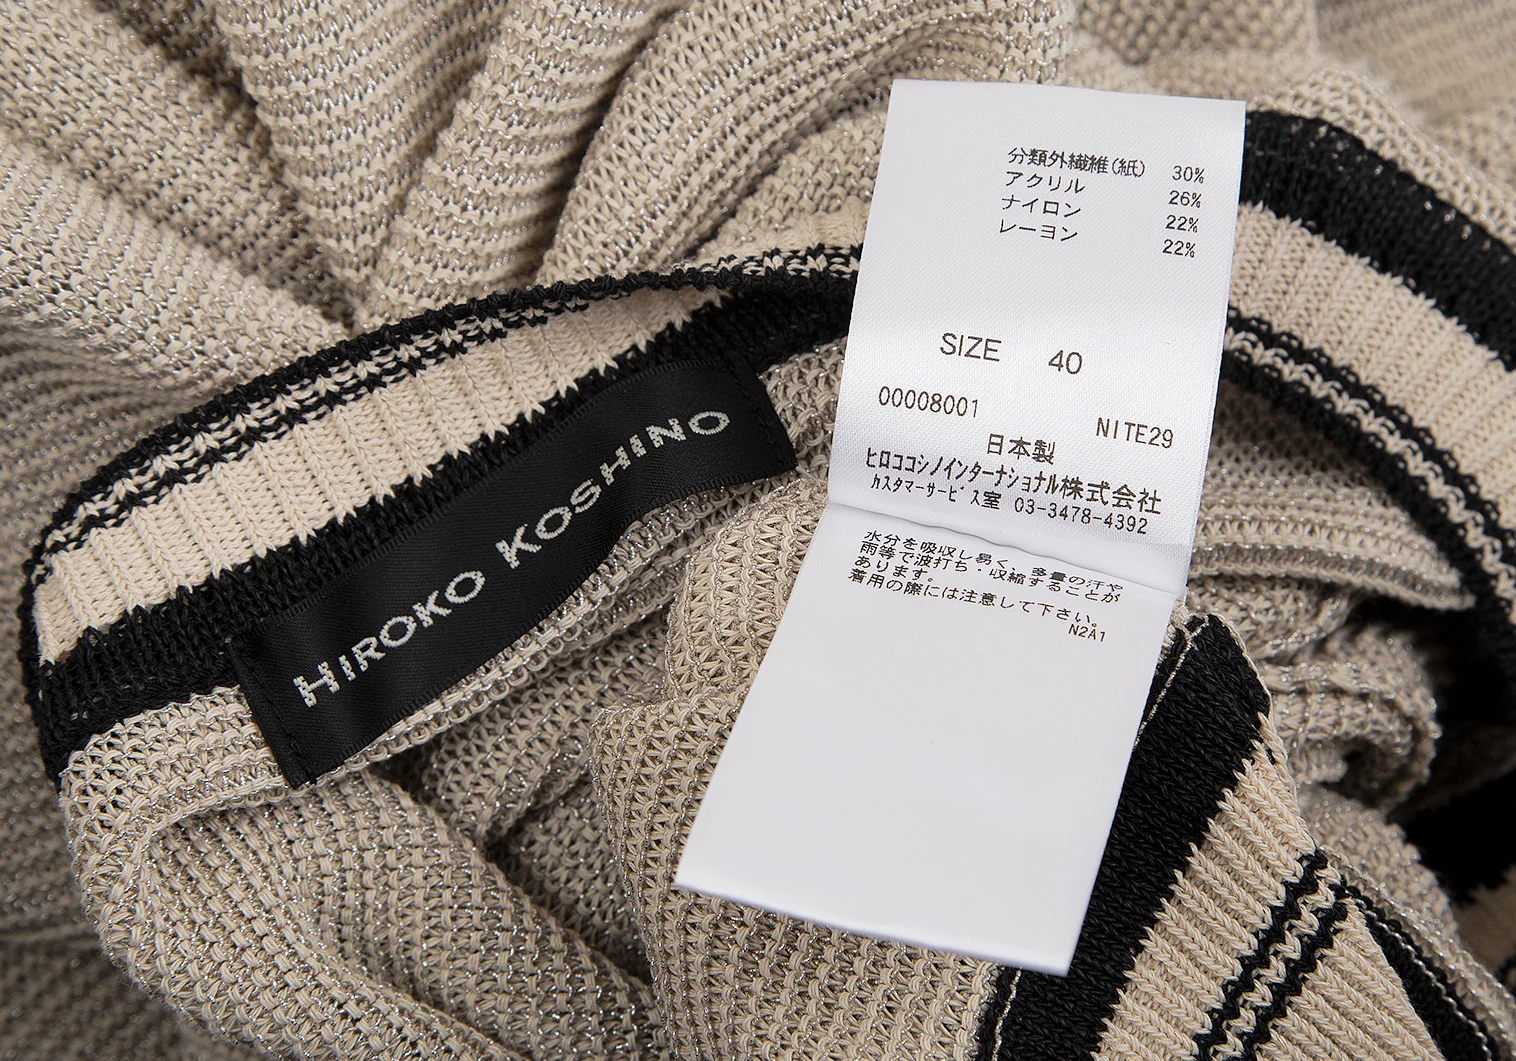 HIROKO KOSHINO
分類外繊維(紙) 30%
アクリル 26%
ナイロン 22%
レーヨン 22%
SIZE 40
00008001 NITE29
日本製
ヒロココシノインターナショナル株式会社
カスタマーサービス室 03-3478-4392
水分を吸収し易く、多量の汗や
雨等で波打ち・収縮することが
あります。
着用の際には注意して下さい。
N2A1